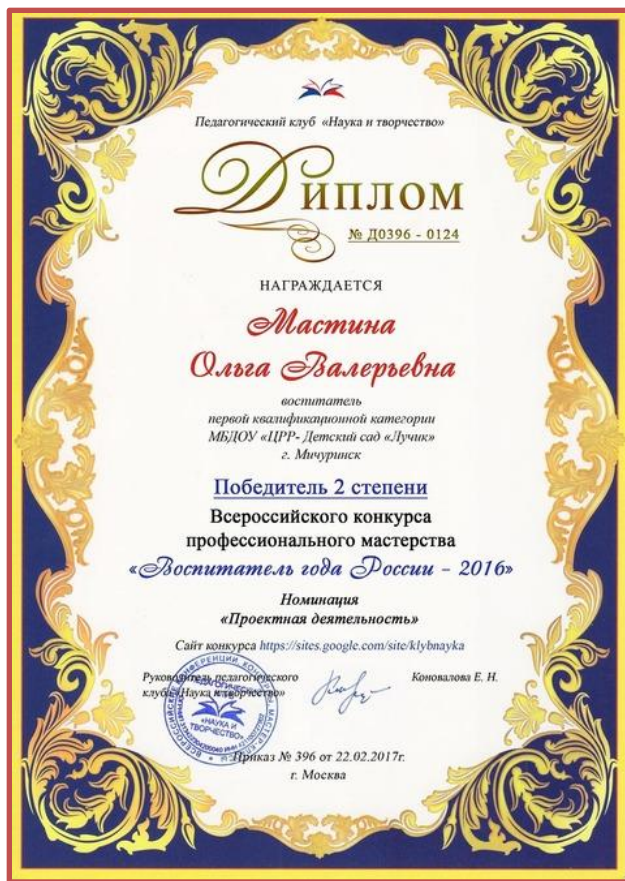 Педагогический клуб «Наука и творчество»
Диплом
№ Д0396 - 0124
НАГРАЖДАЕТСЯ
Мастина
Ольга Валерьевна
воспитатель
первой квалификационной категории
МБДОУ «ЦРР- Детский сад «Лучик»
г. Мичуринск
Победитель 2 степени
Всероссийского конкурса
профессионального мастерства
«Воспитатель года России - 2016»
Номинация
«Проектная деятельность»
Сайт конкурса https://sites.google.com/site/klybnayka
Руководитель педагогического
клуба «Наука и творчество»
Коновалова Е. Н.
«НАУКА И
ТВОРЧЕСТВО»
Приказ № 396 от 22.02.2017г.
г. Москва